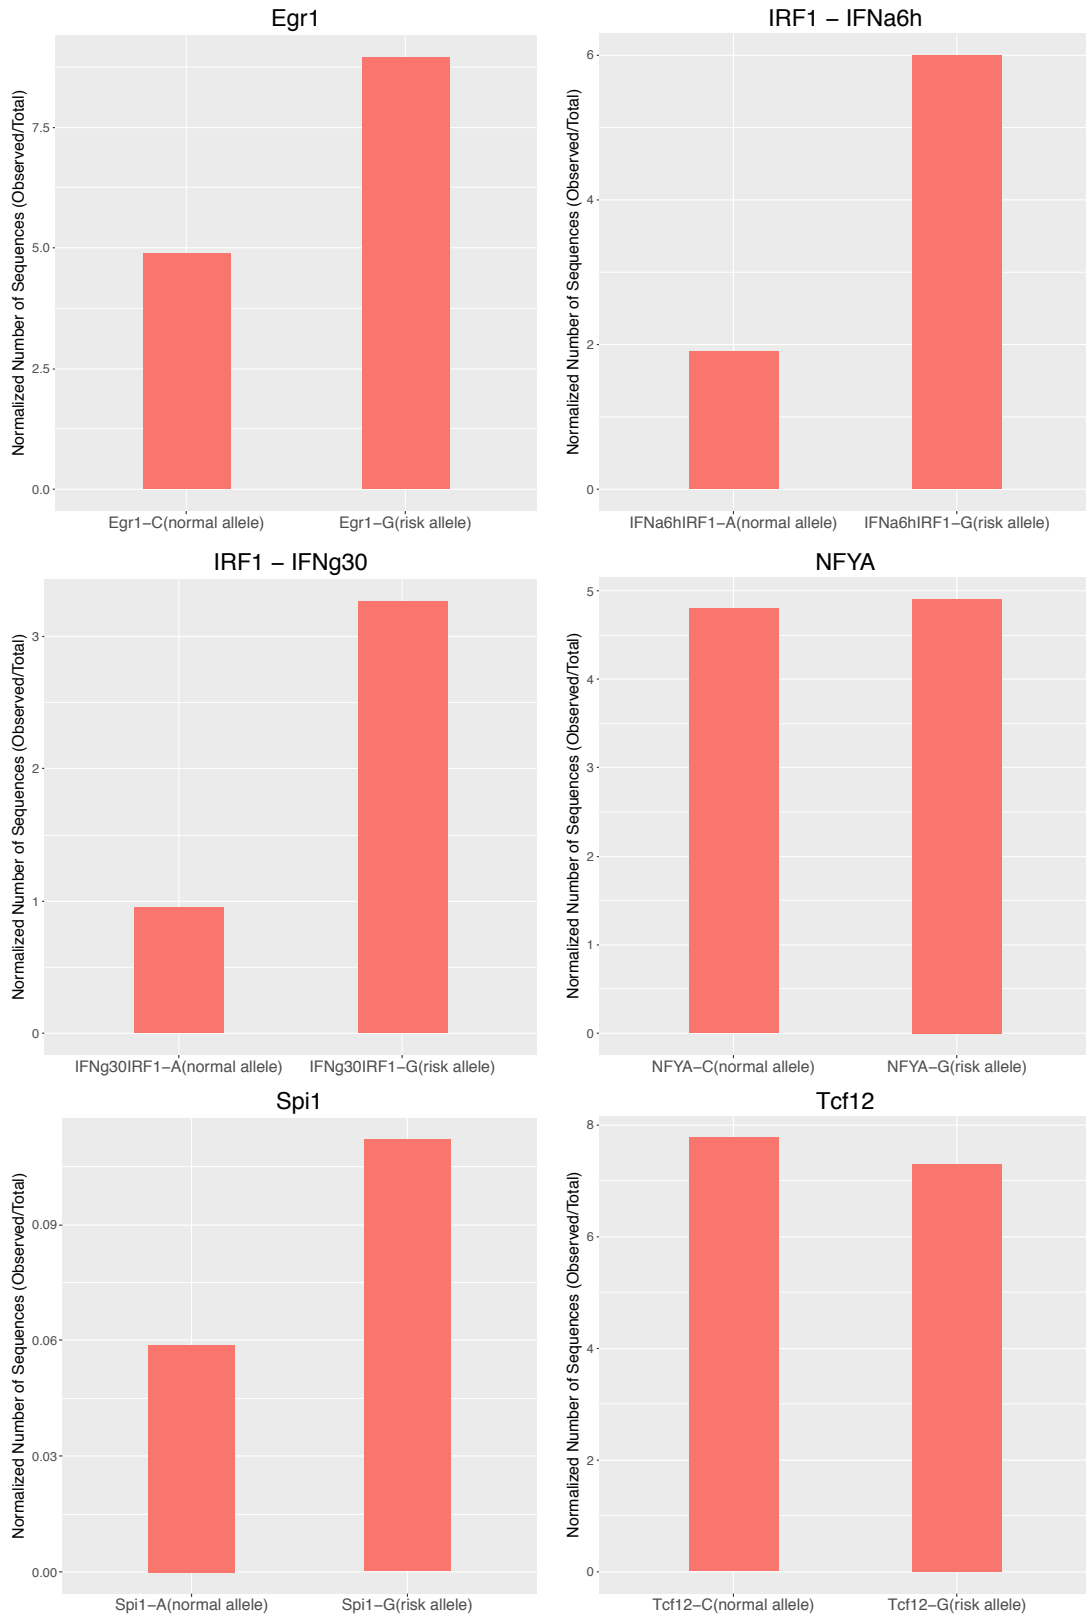 Egr1
Normalized Number of Sequences (Observed/Total)
7.5
5.0
2.5
0.0
Egr1−C(normal allele) Egr1−G(risk allele)
IRF1 − IFNa6h
Normalized Number of Sequences (Observed/Total)
6
4
2
0
IFNa6hIRF1−A(normal allele) IFNa6hIRF1−G(risk allele)
IRF1 − IFNg30
Normalized Number of Sequences (Observed/Total)
3
2
1
0
IFNg30IRF1−A(normal allele) IFNg30IRF1−G(risk allele)
NFYA
Normalized Number of Sequences (Observed/Total)
5
4
3
2
1
0
NFYA−C(normal allele) NFYA−G(risk allele)
Spi1
Normalized Number of Sequences (Observed/Total)
0.09
0.06
0.03
0.00
Spi1−A(normal allele) Spi1−G(risk allele)
Tcf12
Normalized Number of Sequences (Observed/Total)
8
6
4
2
0
Tcf12−C(normal allele) Tcf12−G(risk allele)